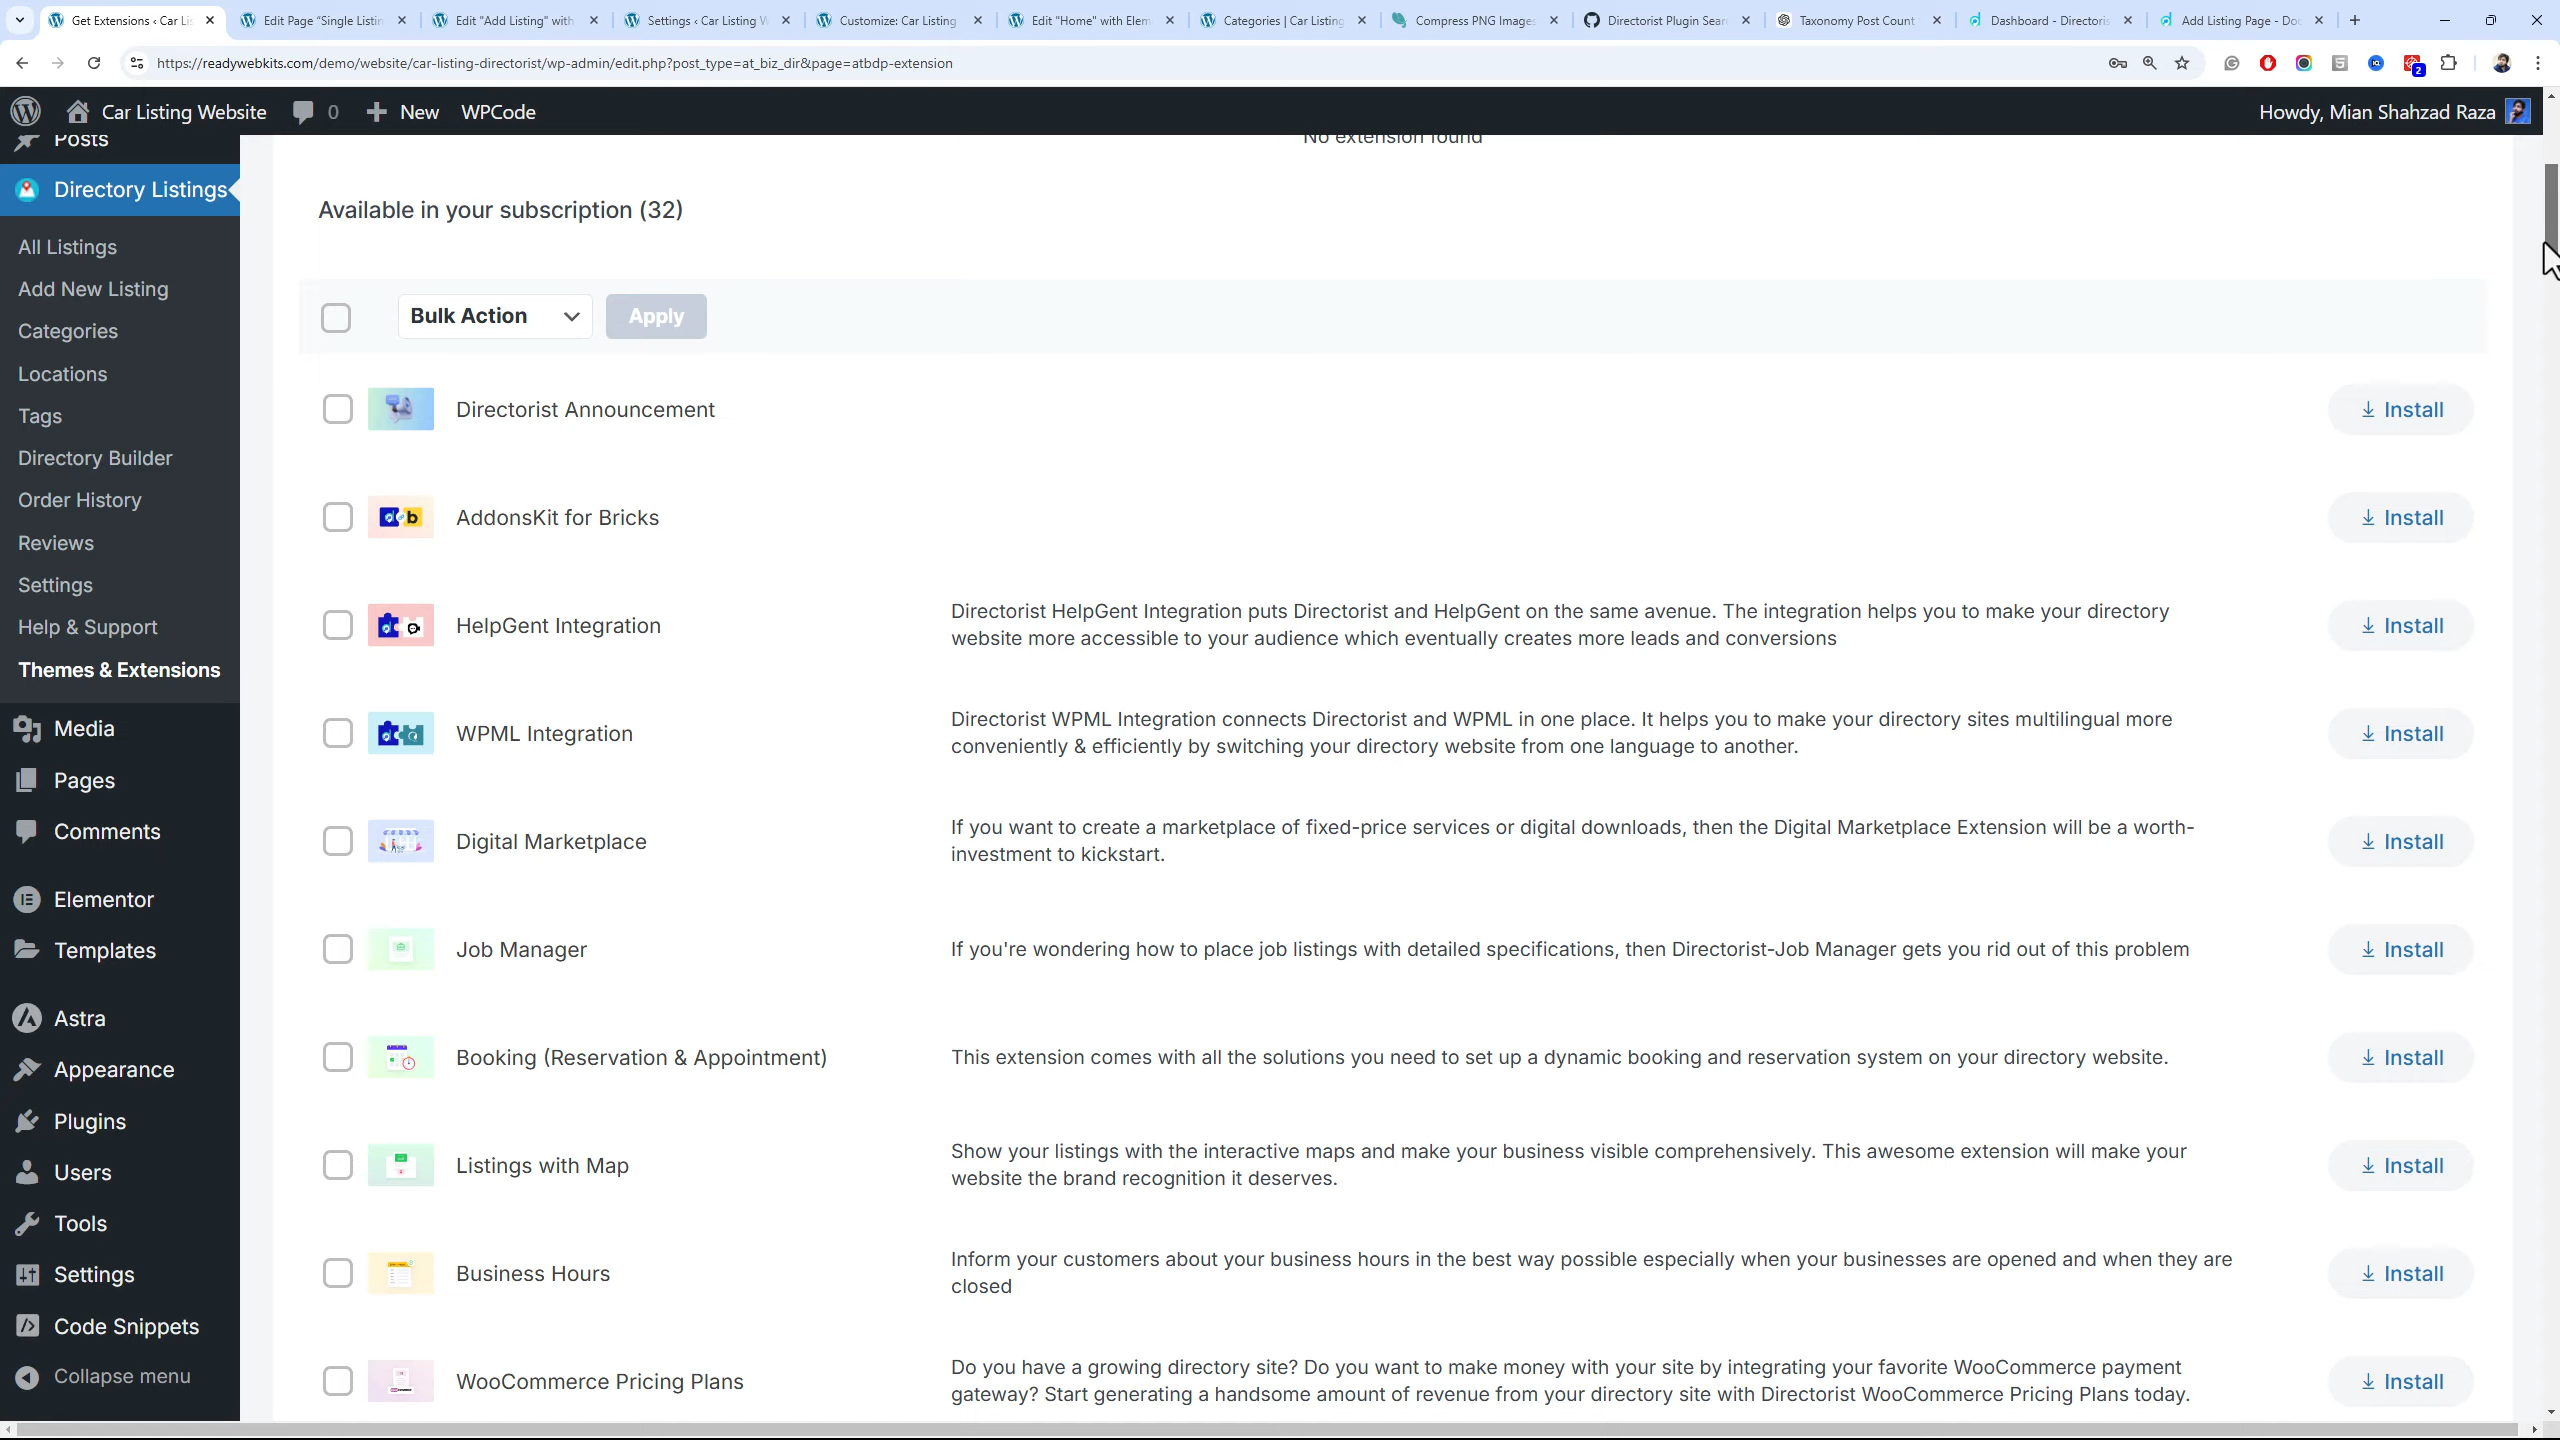 Get Extensions ‹ Car Lis
Edit Page "Single Listin
Edit "Add Listing" with
Settings ‹ Car Listing W
Customize: Car Listing
Edit "Home" with Elem
Categories | Car Listing
Compress PNG Images
Directorist Plugin Sear
Taxonomy Post Count
Dashboard - Directoris
Add Listing Page - Doc
https://readywebkits.com/demo/website/car-listing-directorist/wp-admin/edit.php?post_type=at_biz_dir&page=atbdp-extension
2
Car Listing Website
0
New
WPCode
Howdy, Mian Shahzad Raza
Posts
Directory Listings
All Listings
Add New Listing
Categories
Locations
Tags
Directory Builder
Order History
Reviews
Settings
Help & Support
Themes & Extensions
Media
Pages
Comments
Elementor
Templates
Astra
Appearance
Plugins
Users
Tools
Settings
Code Snippets
Collapse menu
No extension found
Available in your subscription (32)
Bulk Action
Apply
Directorist Announcement
Install
AddonsKit for Bricks
Install
HelpGent Integration
Directorist HelpGent Integration puts Directorist and HelpGent on the same avenue. The integration helps you to make your directory
website more accessible to your audience which eventually creates more leads and conversions
Install
WPML Integration
Directorist WPML Integration connects Directorist and WPML in one place. It helps you to make your directory sites multilingual more
conveniently & efficiently by switching your directory website from one language to another.
Install
Digital Marketplace
If you want to create a marketplace of fixed-price services or digital downloads, then the Digital Marketplace Extension will be a worth-
investment to kickstart.
Install
Job Manager
If you're wondering how to place job listings with detailed specifications, then Directorist-Job Manager gets you rid out of this problem
Install
Booking (Reservation & Appointment)
This extension comes with all the solutions you need to set up a dynamic booking and reservation system on your directory website.
Install
Listings with Map
Show your listings with the interactive maps and make your business visible comprehensively. This awesome extension will make your
website the brand recognition it deserves.
Install
Business Hours
Inform your customers about your business hours in the best way possible especially when your businesses are opened and when they are
closed
Install
WooCommerce Pricing Plans
Do you have a growing directory site? Do you want to make money with your site by integrating your favorite WooCommerce payment
gateway? Start generating a handsome amount of revenue from your directory site with Directorist WooCommerce Pricing Plans today.
Install